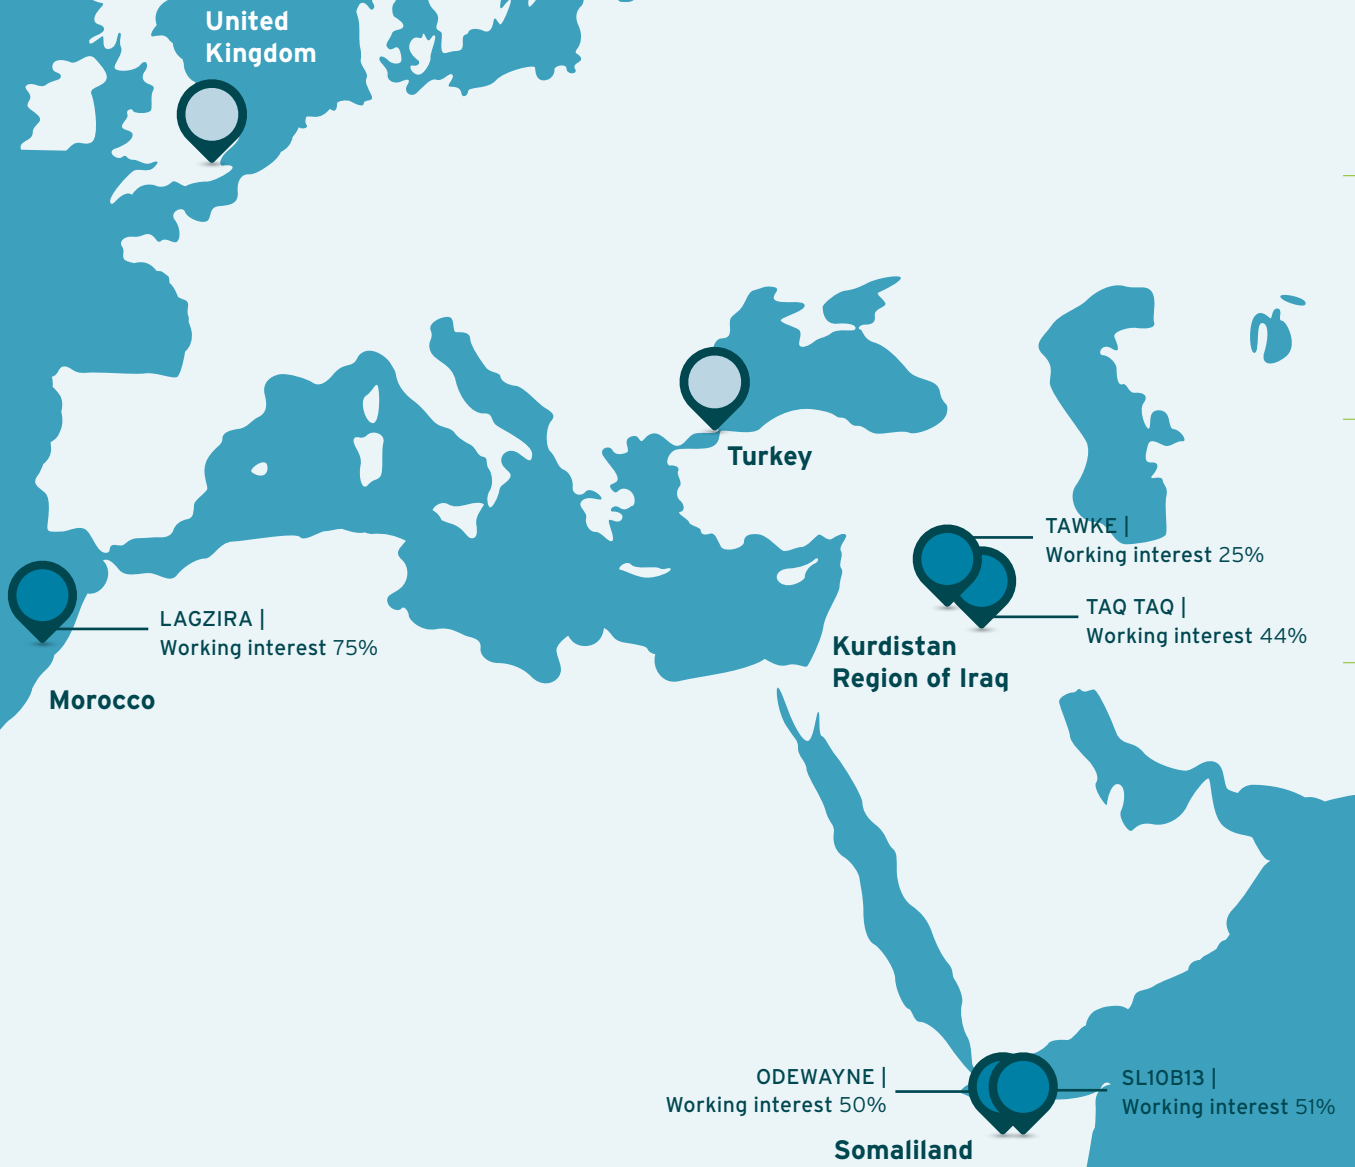 United
Kingdom
Turkey
TAWKE |
Working interest 25%
TAQ TAQ |
Working interest 44%
Kurdistan
Region of Iraq
LAGZIRA |
Working interest 75%
Morocco
ODEWAYNE |
Working interest 50%
SL10B13 |
Working interest 51%
Somaliland